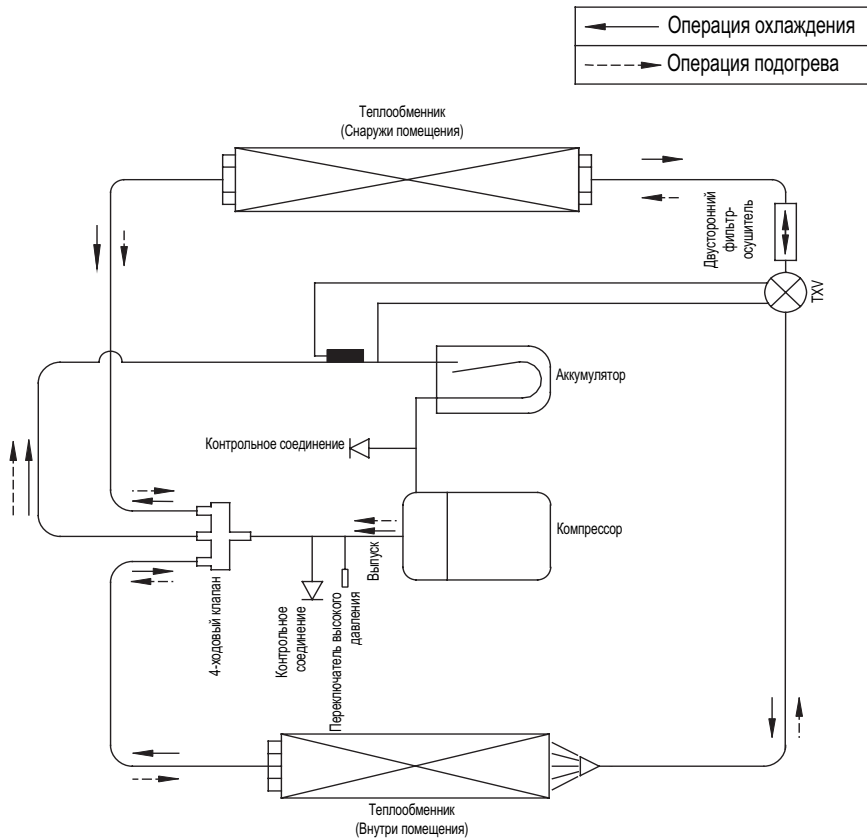 Операция охлаждения
Операция подогрева
Теплообменник
(Снаружи помещения)
Двусторонний
фильтр-
осушитель
TXV
Аккумулятор
Контрольное соединение
Компрессор
Выпуск
4-ходовый клапан
Контрольное
соединение
Переключатель высокого
давления
Теплообменник
(Внутри помещения)